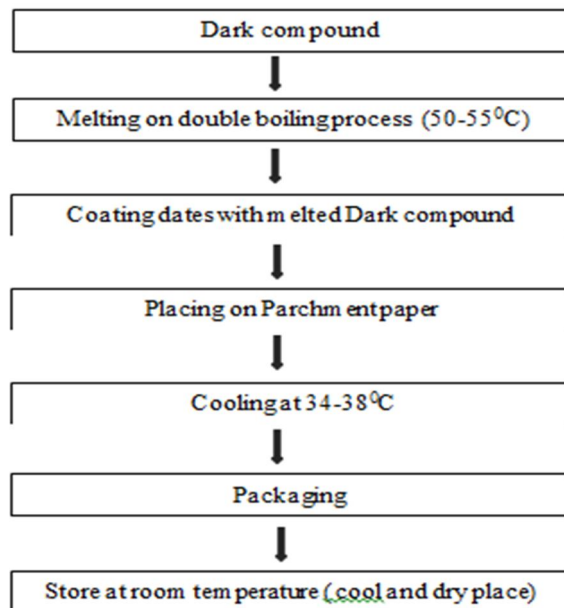 Dark compound
Melting on double boiling process (50-55⁰C)
Coating dates with melted Dark compound
Placing on Parchment paper
Cooling at 34-38⁰C
Packaging
Store at room temperature (cool and dry place)